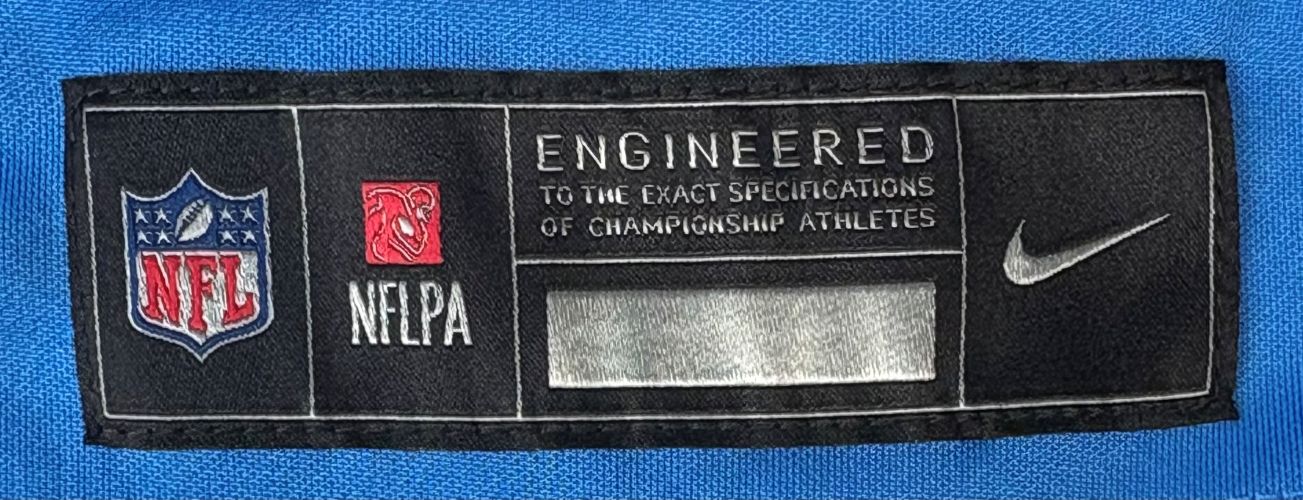 NFL
NFLPA
ENGINEERED
TO THE EXACT SPECIFICATIONS
OF CHAMPIONSHIP ATHLETES